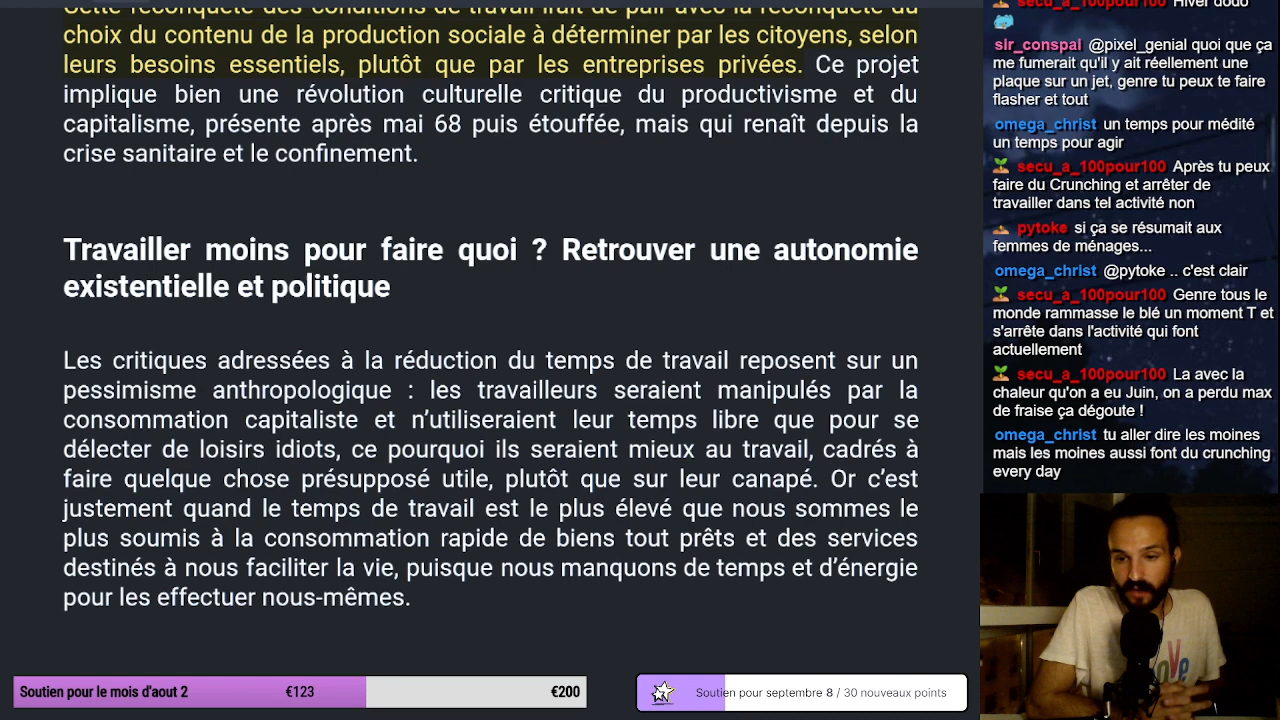 Cette reconquête des conditions de travail irait de pair avec la reconquête du
choix du contenu de la production sociale à déterminer par les citoyens, selon
leurs besoins essentiels, plutôt que par les entreprises privées. Ce projet
implique bien une révolution culturelle critique du productivisme et du
capitalisme, présente après mai 68 puis étouffée, mais qui renaît depuis la
crise sanitaire et le confinement.
Travailler moins pour faire quoi ? Retrouver une autonomie
existentielle et politique
Les critiques adressées à la réduction du temps de travail reposent sur un
pessimisme anthropologique : les travailleurs seraient manipulés par la
consommation capitaliste et n’utiliseraient leur temps libre que pour se
délecter de loisirs idiots, ce pourquoi ils seraient mieux au travail, cadrés à
faire quelque chose présupposé utile, plutôt que sur leur canapé. Or c’est
justement quand le temps de travail est le plus élevé que nous sommes le
plus soumis à la consommation rapide de biens tout prêts et des services
destinés à nous faciliter la vie, puisque nous manquons de temps et d’énergie
pour les effectuer nous-mêmes.
Soutien pour le mois d'aout 2 €123 €200
Soutien pour septembre 8 / 30 nouveaux points
secu_a_100pour100 Hiver dodo
sir_conspal @pixel_genial quoi que ça
me fumerait qu'il y ait réellement une
plaque sur un jet, genre tu peux te faire
flasher et tout
omega_christ un temps pour médité
un temps pour agir
secu_a_100pour100 Après tu peux
faire du Crunching et arrêter de
travailler dans tel activité non
pytoke si ça se résumait aux
femmes de ménages...
omega_christ @pytoke .. c'est clair
secu_a_100pour100 Genre tous le
monde rammasse le blé un moment T et
s'arrête dans l'activité qui font
actuellement
secu_a_100pour100 La avec la
chaleur qu'on a eu Juin, on a perdu max
de fraise ça dégoute !
omega_christ tu aller dire les moines
mais les moines aussi font du crunching
every day